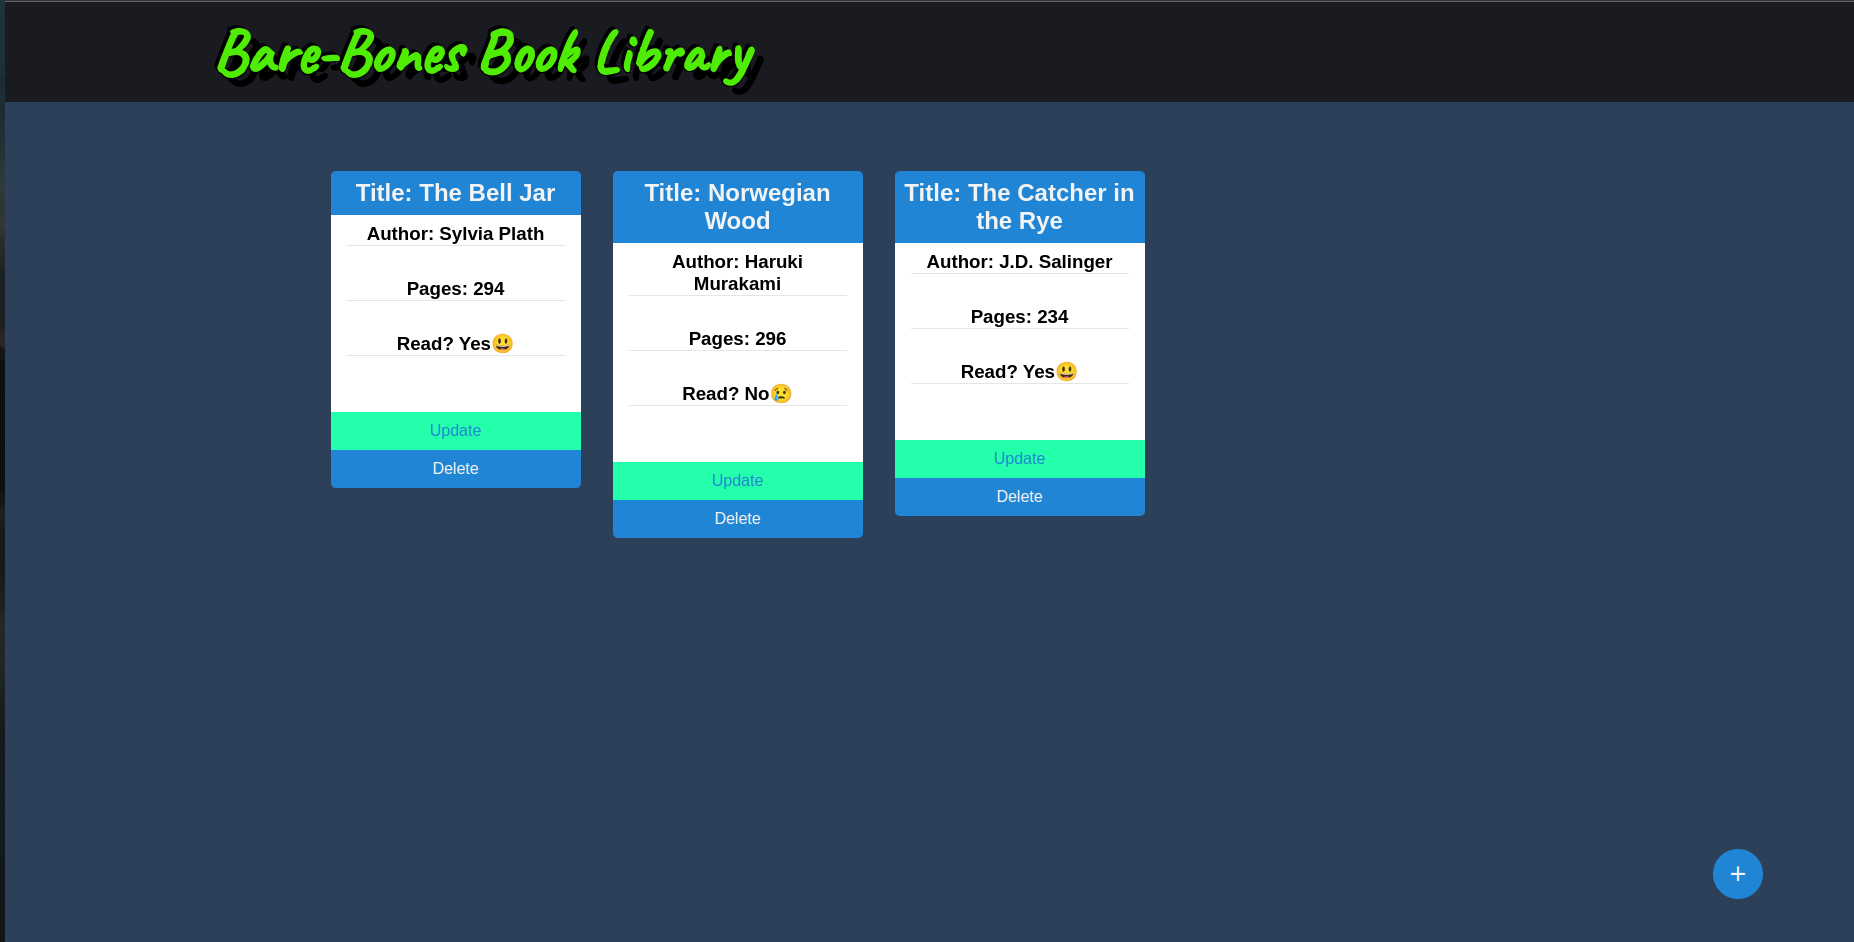 Bare-Bones Book Library
Title: The Bell Jar
Author: Sylvia Plath
Pages: 294
Read? Yes😃
Update
Delete
Title: Norwegian
Wood
Author: Haruki
Murakami
Pages: 296
Read? No😢
Update
Delete
Title: The Catcher in
the Rye
Author: J.D. Salinger
Pages: 234
Read? Yes😃
Update
Delete
+